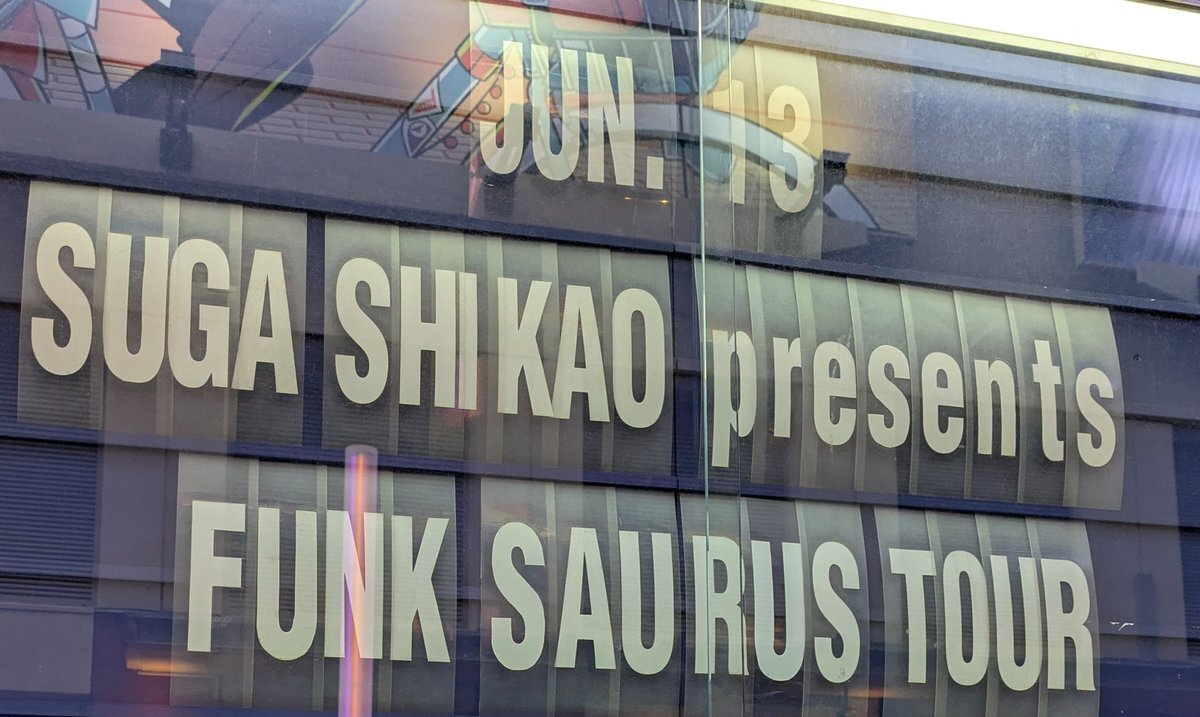 JUN. 13
SUGA SHIKAO presents
FUNK SAURUS TOUR